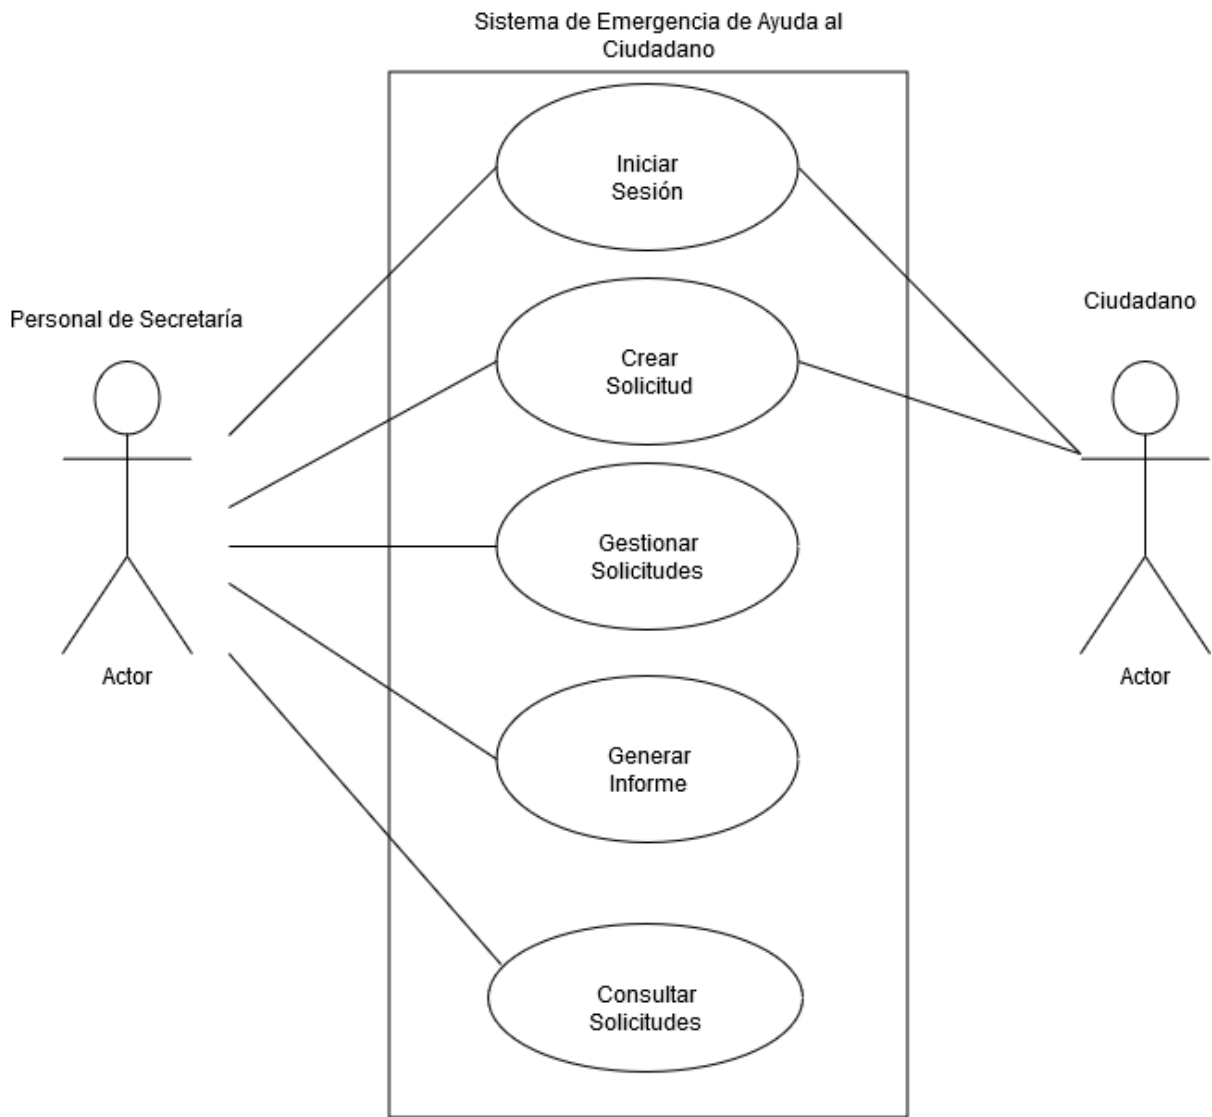 Sistema de Emergencia de Ayuda al
Ciudadano
Iniciar
Sesión
Personal de Secretaría
Ciudadano
Crear
Solicitud
Gestionar
Solicitudes
Actor
Actor
Generar
Informe
Consultar
Solicitudes